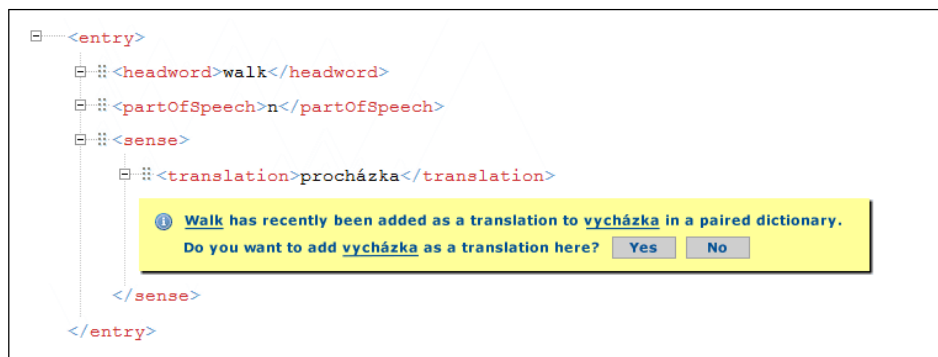 <entry>
<headword>walk</headword>
<partOfSpeech>n</partOfSpeech>
<sense>
<translation>procházka</translation>
Walk has recently been added as a translation to vycházka in a paired dictionary.
Do you want to add vycházka as a translation here? Yes No
</sense>
</entry>